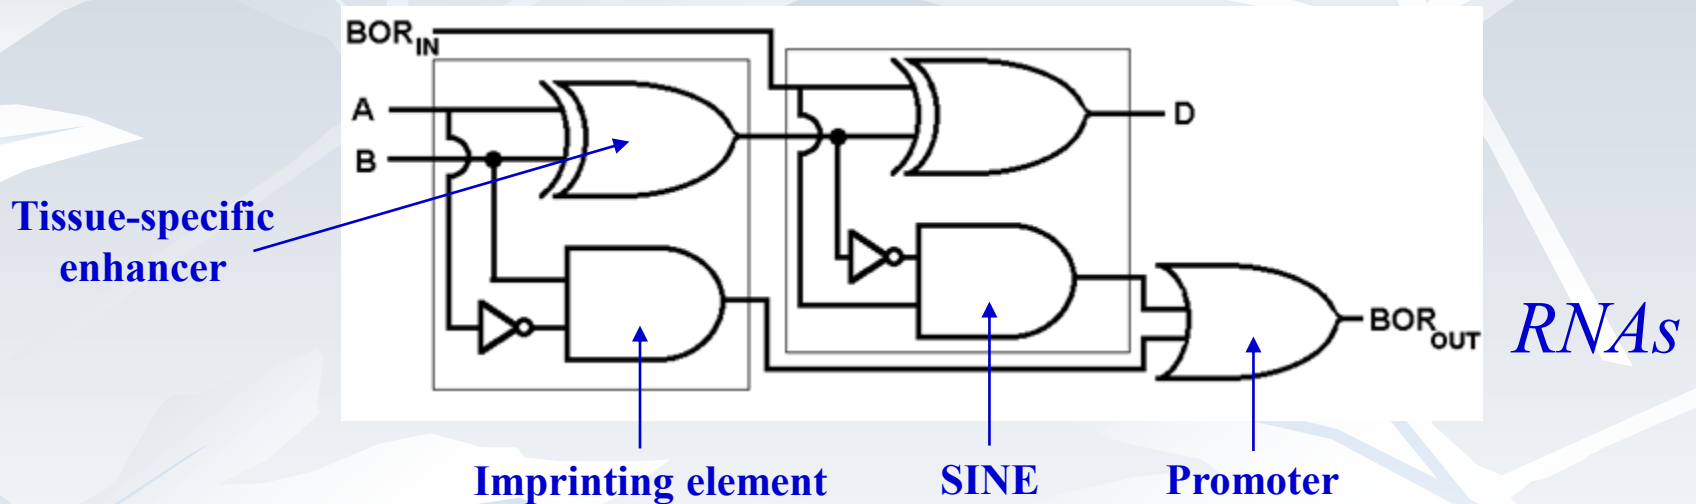 BOR IN
A
B
D
Tissue-specific
enhancer
BOR OUT
RNAs
Imprinting element
SINE
Promoter